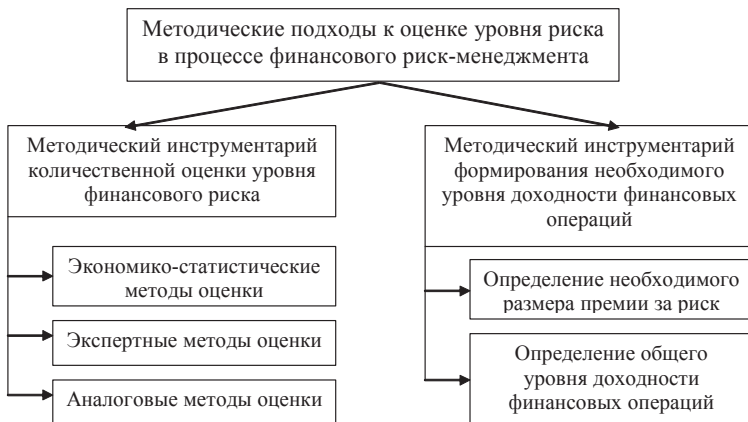 Методические подходы к оценке уровня риска
в процессе финансового риск-менеджмента
Методический инструментарий
количественной оценки уровня
финансового риска
Экономико-статистические
методы оценки
Экспертные методы оценки
Аналоговые методы оценки
Методический инструментарий
формирования необходимого
уровня доходности финансовых
операций
Определение необходимого
размера премии за риск
Определение общего
уровня доходности
финансовых операций